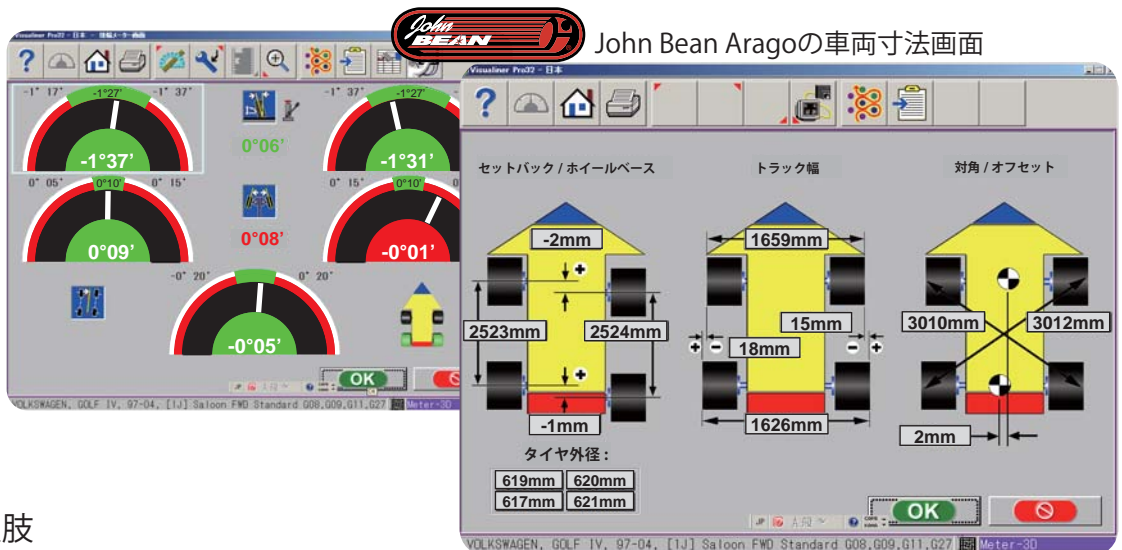 John
BEAN
John Bean Aragoの車両寸法画面
Visualiner Pro32 - 日本 -
?
-1° 17'
-1°27'
-1° 37'
-1°37'
0°06'
-1° 37'
-1°27'
-1°31'
0° 05'
0°10'
0° 15'
0°09'
0°08'
0° 15'
0°10'
-0°01'
-0° 20'
0° 20'
-0°05'
OK
VOLKSWAGEN, GOLF IV, 97-04, [1J] Saloon FWD Standard G08,G09,G11,G27
Meter-3D
Visualiner Pro32 - 日本
?
セットバック / ホイールベース
トラック幅
対角 / オフセット
-2mm
1659mm
2523mm
2524mm
18mm
15mm
3010mm
3012mm
-1mm
1626mm
2mm
タイヤ外径 :
619mm
620mm
617mm
621mm
OK
VOLKSWAGEN, GOLF IV, 97-04, [1J] Saloon FWD Standard G08,G09,G11,G27
Meter-3D
肢